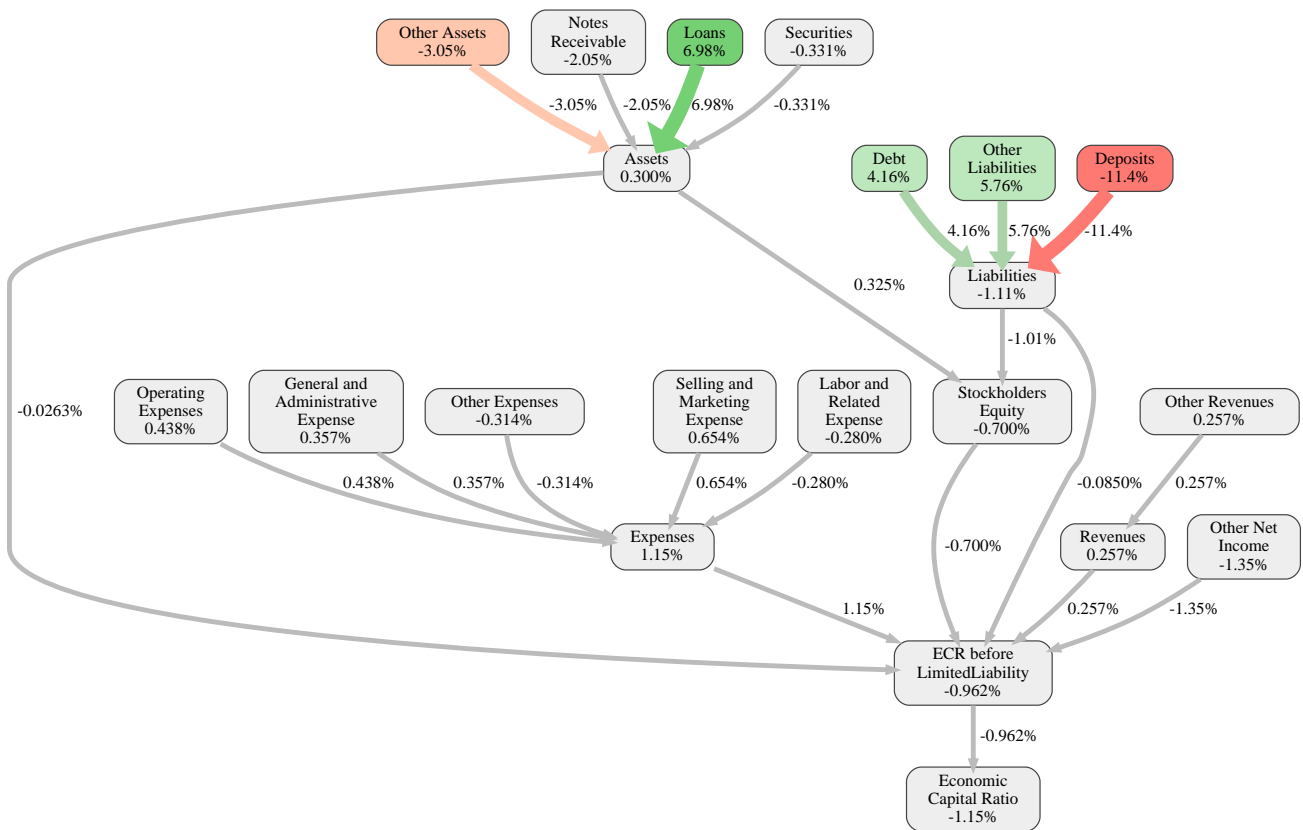 Other Assets
-3.05%
Notes
Receivable
-2.05%
Loans
6.98%
Securities
-0.331%
-3.05%
-2.05%
6.98%
-0.331%
Assets
0.300%
Debt
4.16%
Other
Liabilities
5.76%
Deposits
-11.4%
4.16%
5.76%
-11.4%
0.325%
Liabilities
-1.11%
-1.01%
-0.0263%
Operating
Expenses
0.438%
General and
Administrative
Expense
0.357%
Other Expenses
-0.314%
Selling and
Marketing
Expense
0.654%
Labor and
Related
Expense
-0.280%
Stockholders
Equity
-0.700%
Other Revenues
0.257%
0.438%
0.357%
-0.314%
0.654%
-0.280%
-0.0850%
0.257%
Expenses
1.15%
-0.700%
Revenues
0.257%
Other Net
Income
-1.35%
1.15%
0.257%
-1.35%
ECR before
LimitedLiability
-0.962%
-0.962%
Economic
Capital Ratio
-1.15%